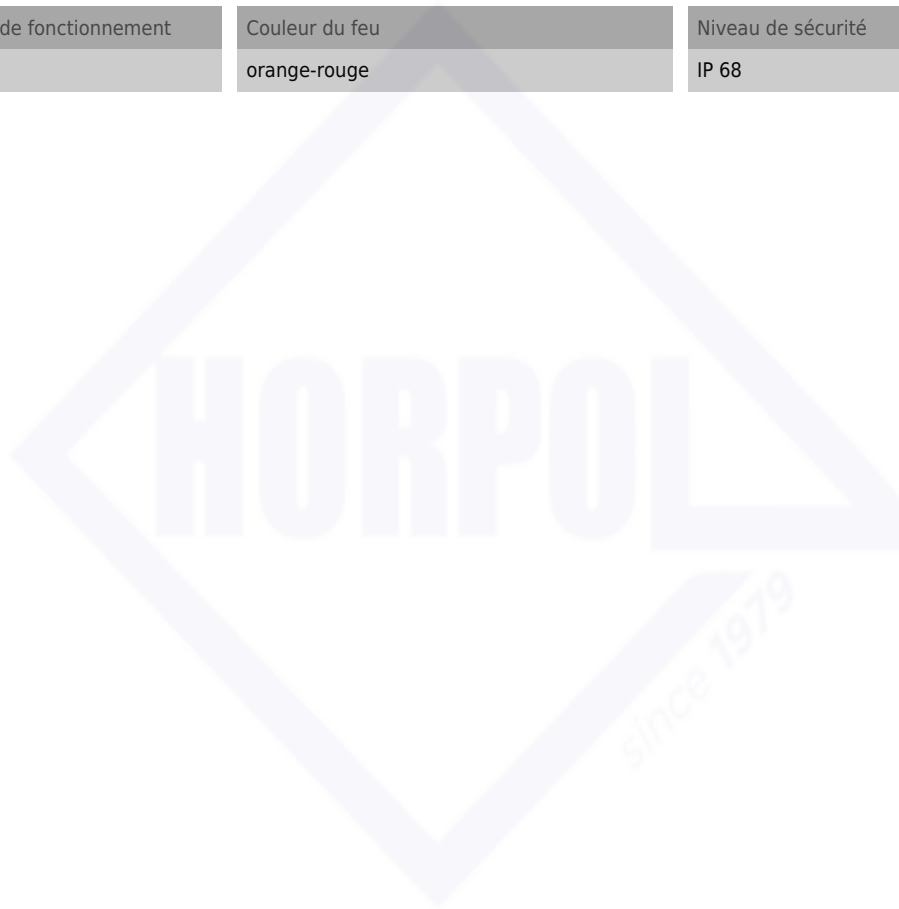 de fonctionnement Couleur du feu Niveau de sécurité
orange-rouge IP 68
HORPOL
since 1979